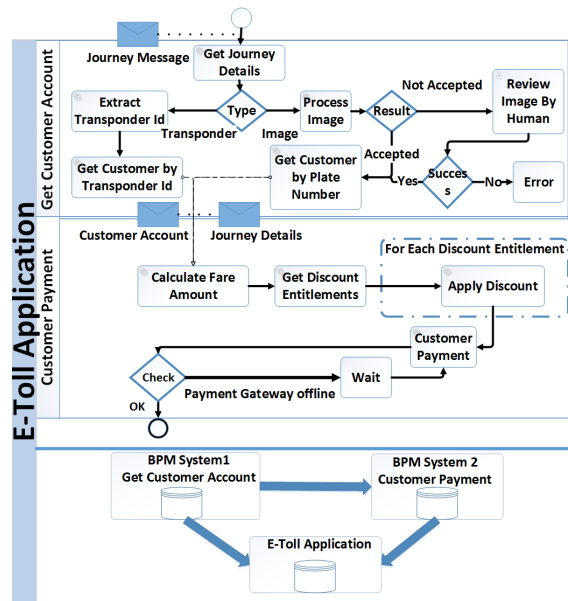 E-Toll Application
Get Customer Account
Journey Message
Get Journey
Details
Extract
Transponder Id
Type
Process
Image
Result
Not Accepted
Review
Image By
Human
Transponder
Image
Accepted
Get Customer by
Transponder Id
Get Customer
by Plate
Number
Yes
Succes
s
No
Error
Customer Payment
Customer Account
Journey Details
For Each Discount Entitlement
Calculate Fare
Amount
Get Discount
Entitlements
Apply Discount
Customer
Payment
Check
Payment Gateway offline
Wait
OK
BPM System1
Get Customer Account
BPM System 2
Customer Payment
E-Toll Application